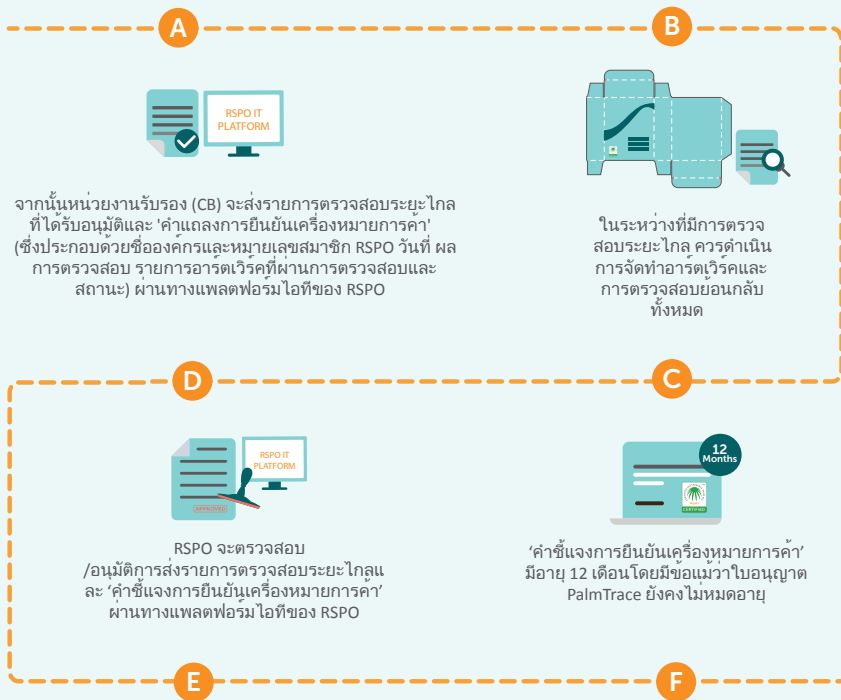 A
B
RSPO IT
PLATFORM
จากนั้นหน่วยงานรับรอง (CB) จะส่งรายการตรวจสอบระยะไกล
ที่ได้รับอนุมัติและ 'คำแถลงการยืนยันเครื่องหมายการค้า'
(ซึ่งประกอบด้วยชื่อองค์กรและหมายเลขสมาชิก RSPO วันที่ ผล
การตรวจสอบ รายการอาร์ตเวิร์คที่ผ่านการตรวจสอบและ
สถานะ) ผ่านทางแพลตฟอร์มไอทีของ RSPO
ในระหว่างที่มีการตรวจ
สอบระยะไกล ควรดำเนิน
การจัดทำอาร์ตเวิร์คและ
การตรวจสอบย้อนกลับ
ทั้งหมด
D
C
RSPO IT
PLATFORM
APPROVED
RSPO จะตรวจสอบ
/อนุมัติการส่งรายการตรวจสอบระยะไกลแ
ละ ‘คำชี้แจงการยืนยันเครื่องหมายการค้า’
ผ่านทางแพลตฟอร์มไอทีของ RSPO
12
Months
CERTIFIED
‘คำชี้แจงการยืนยันเครื่องหมายการค้า’
มีอายุ 12 เดือนโดยมีข้อแม้ว่าใบอนุญาต
PalmTrace ยังคงไม่หมดอายุ
E
F